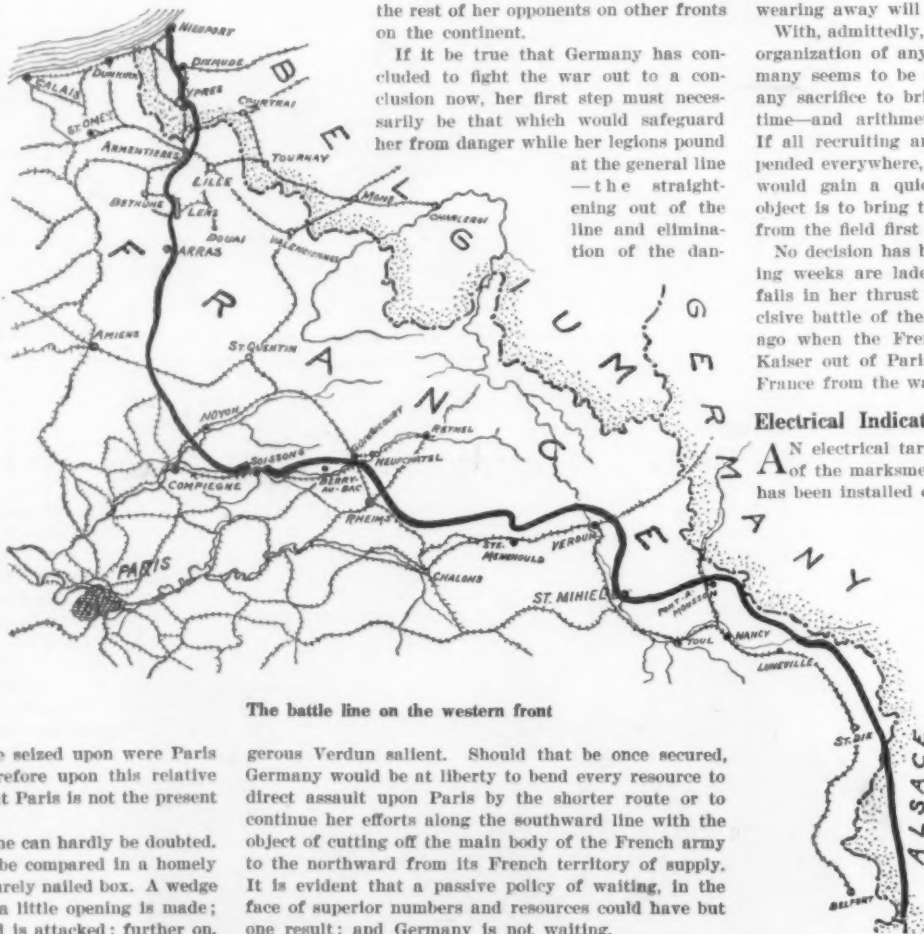 the rest of her opponents on other fronts
on the continent.
If it be true that Germany has con-
cluded to fight the war out to a con-
clusion now, her first step must neces-
sarily be that which would safeguard
her from danger while her legions pound
at the general line
—the straight-
ening out of the
line and elimina-
tion of the dan-
wearing away will
With, admittedly,
organization of any
many seems to be
any sacrifice to bri
time—and arithme
If all recruiting an
pended everywhere,
would gain a qui
object is to bring t
from the field first
No decision has b
ing weeks are lade
fails in her thrust
cisive battle of the
ago when the Fren
Kaiser out of Pari
France from the wa
Electrical Indicat
AN electrical tar
of the marksme
has been installed
NIEUPORT
DIXMUDE
DUNKIRK
CALAIS
YPRES
COURTRAI
ST. OMER
ARMENTIERES
TOURNAY
LILLE
MONS
BETHUNE
LENS
CHARLEROI
DOUAI
VALENCIENNES
ARRAS
BELGIUM
FRANCE
GERMANY
AMIENS
ST. QUENTIN
NOYON
RETHEL
NEUFCHATEL
SOISSONS
COMPIEGNE
BERRY-
AU-BAC
RHEIMS
STE.
MENEHOULD
VERDUN
CHALONS
PARIS
ST. MIHIEL
PONT-A-
MOUSSON
TOUL
NANCY
LUNEVILLE
ST. DIE
ALSACE
BELFORT
The battle line on the western front
e seized upon were Paris
refore upon this relative
t Paris is not the present
ne can hardly be doubted.
be compared in a homely
urely nailed box. A wedge
a little opening is made;
d is attacked; further on,
gerous Verdun salient. Should that be once secured,
Germany would be at liberty to bend every resource to
direct assault upon Paris by the shorter route or to
continue her efforts along the southward line with the
object of cutting off the main body of the French army
to the northward from its French territory of supply.
It is evident that a passive policy of waiting, in the
face of superior numbers and resources could have but
one result; and Germany is not waiting.